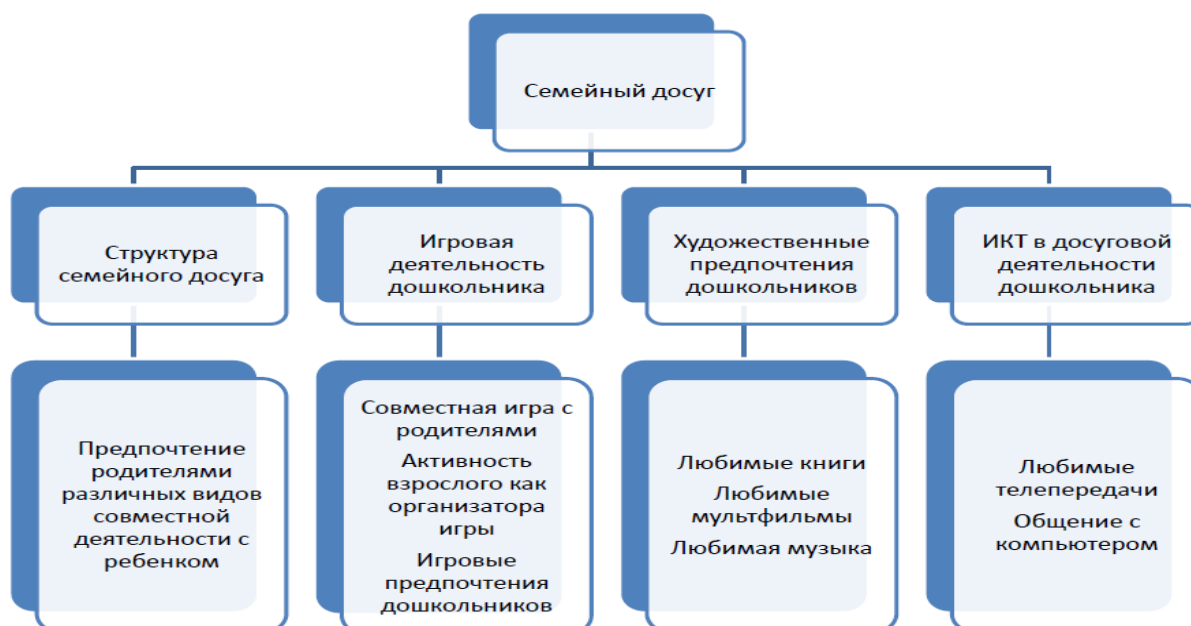 Семейный досуг
Структура
семейного досуга
Игровая
деятельность
дошкольника
Художественные
предпочтения
дошкольников
ИКТ в досуговой
деятельности
дошкольника
Предпочтение
родителями
различных видов
совместной
деятельности с
ребенком
Совместная игра с
родителями
Активность
взрослого как
организатора
игры
Игровые
предпочтения
дошкольников
Любимые книги
Любимые
мультфильмы
Любимая музыка
Любимые
телепередачи
Общение с
компьютером